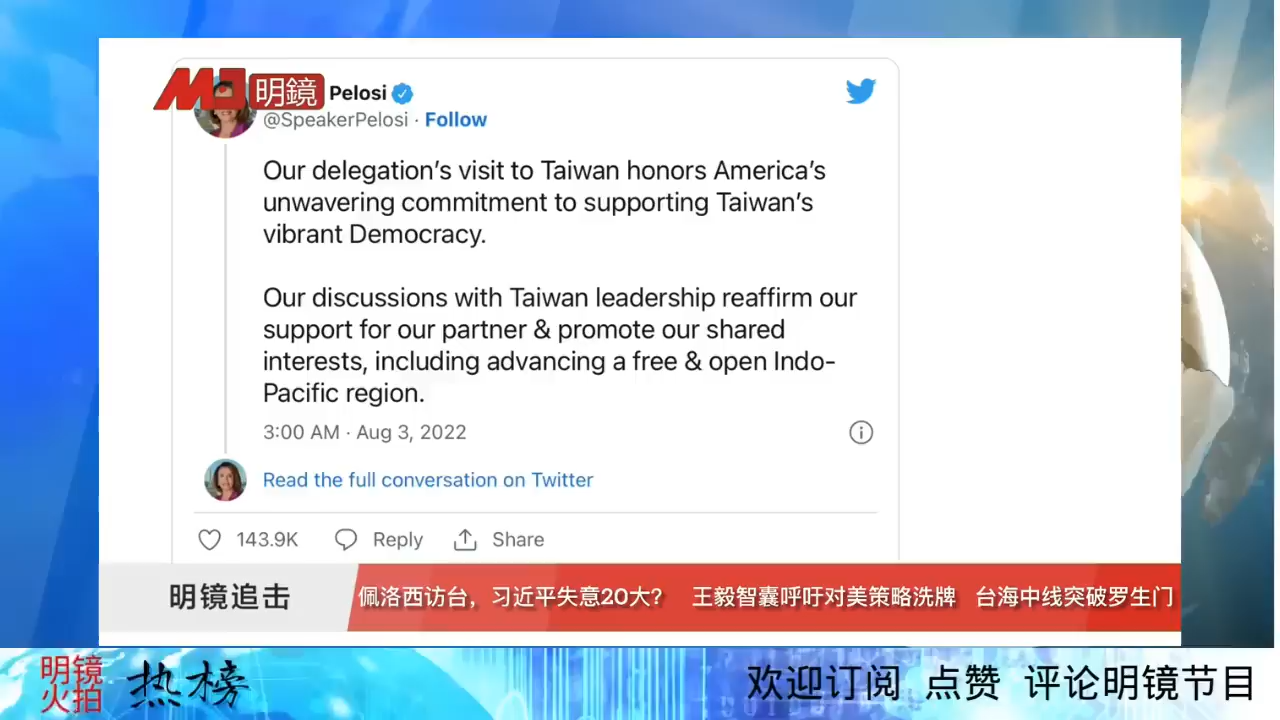 明鏡
Pelosi
@SpeakerPelosi · Follow
Our delegation's visit to Taiwan honors America's
unwavering commitment to supporting Taiwan's
vibrant Democracy.
Our discussions with Taiwan leadership reaffirm our
support for our partner & promote our shared
interests, including advancing a free & open Indo-
Pacific region.
3:00 AM · Aug 3, 2022
Read the full conversation on Twitter
143.9K Reply Share
明镜追击
佩洛西访台，习近平失意20大？ 王毅智囊呼吁对美策略洗牌 台海中线突破罗生门
明镜
火拍
热榜
欢迎订阅 点赞 评论明镜节目